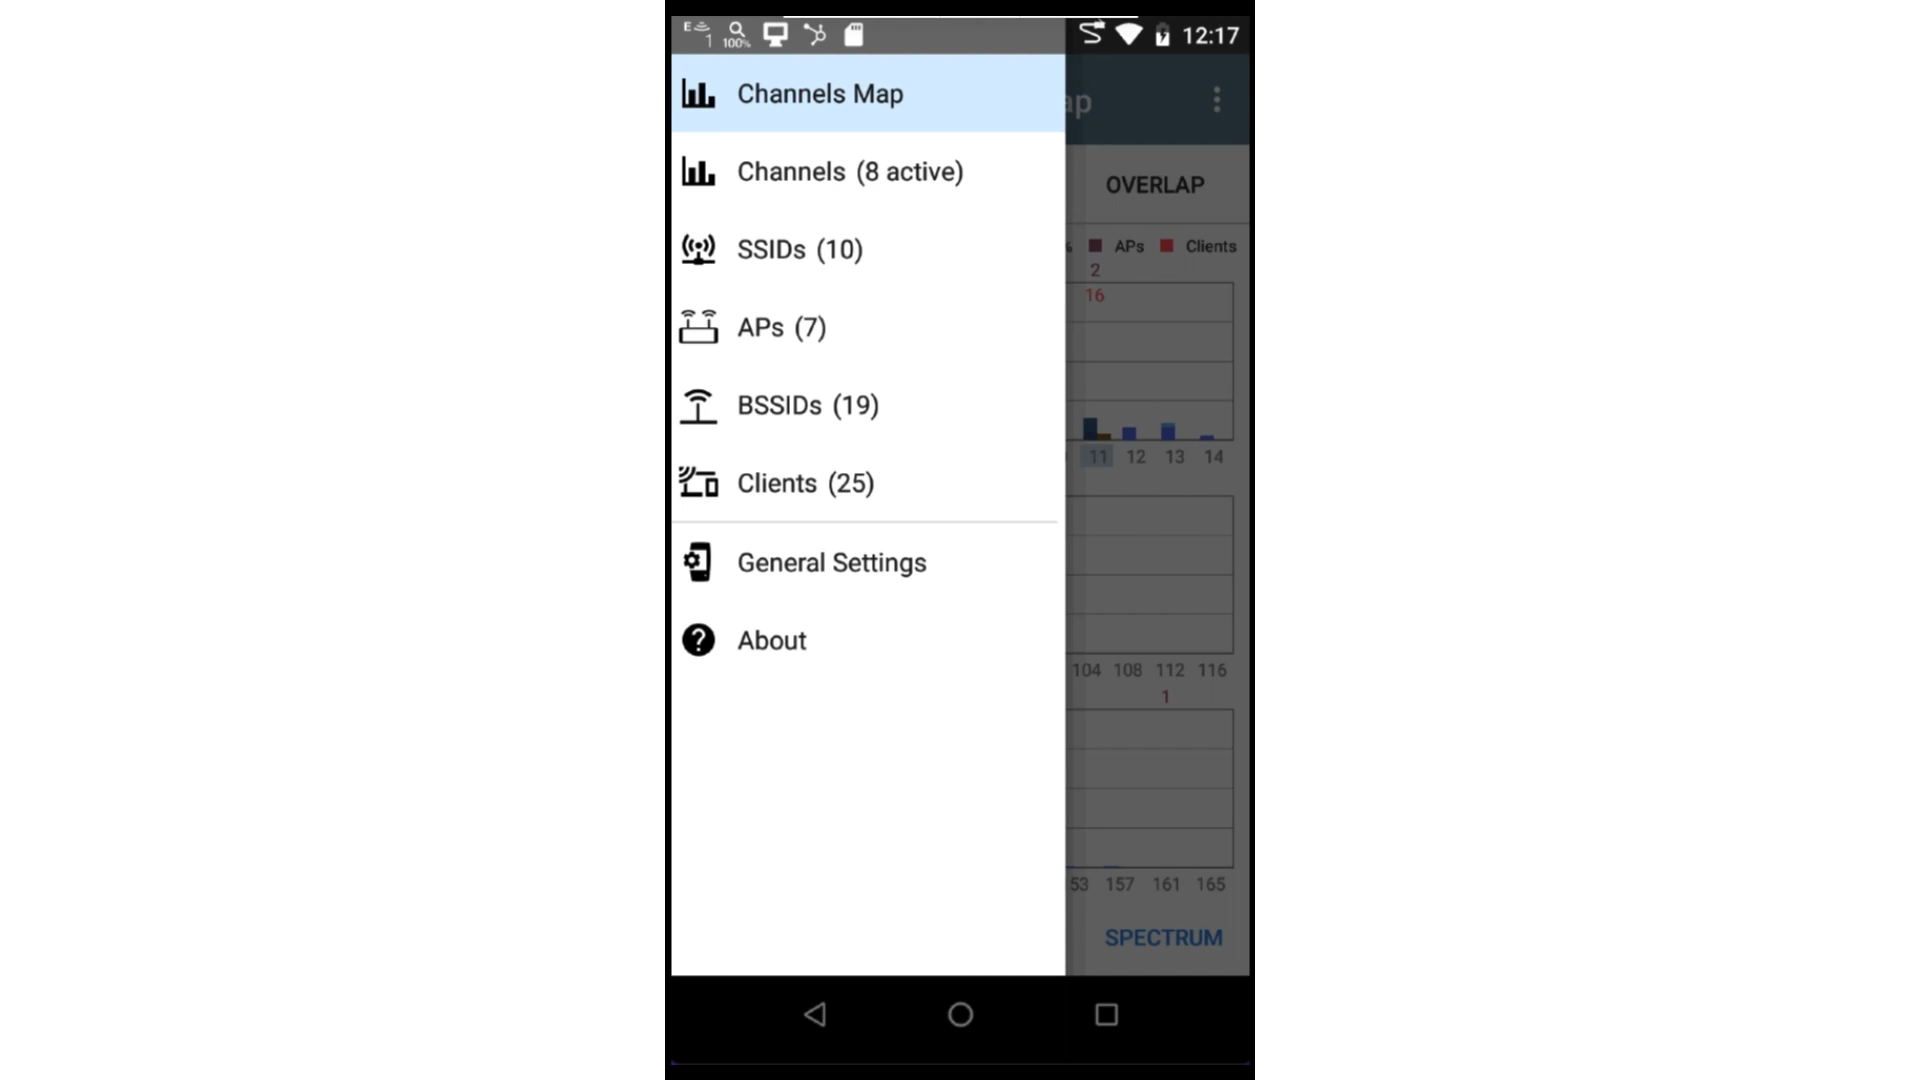 E 1 100% 12:17
Channels Map
ap
Channels (8 active)
OVERLAP
SSIDs (10)
% APs Clients
2
16
APs (7)
BSSIDs (19)
11 12 13 14
Clients (25)
General Settings
About
104 108 112 116
1
53 157 161 165
SPECTRUM